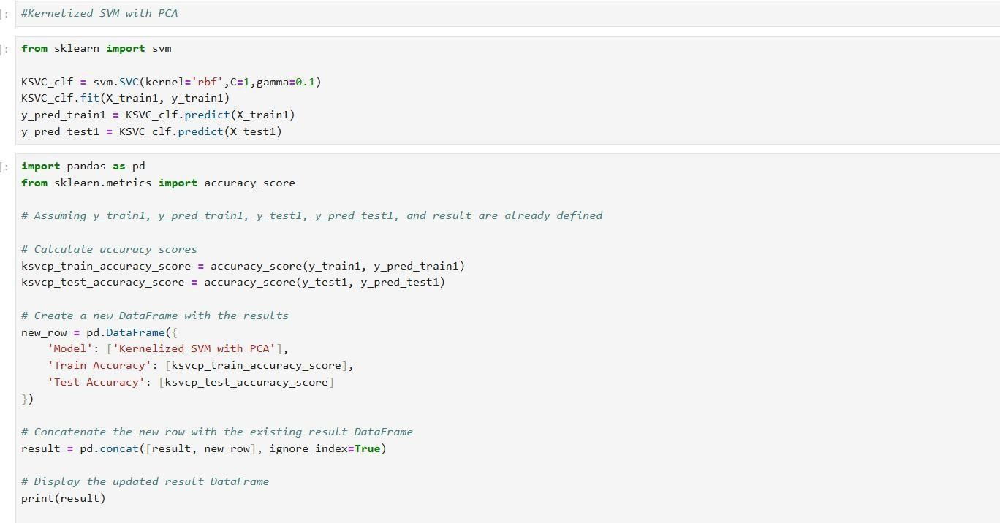 ]: #Kernelized SVM with PCA
]: from sklearn import svm
KSVC_clf = svm.SVC(kernel='rbf',C=1,gamma=0.1)
KSVC_clf.fit(X_train1, y_train1)
y_pred_train1 = KSVC_clf.predict(X_train1)
y_pred_test1 = KSVC_clf.predict(X_test1)
]: import pandas as pd
from sklearn.metrics import accuracy_score
# Assuming y_train1, y_pred_train1, y_test1, y_pred_test1, and result are already defined
# Calculate accuracy scores
ksvcp_train_accuracy_score = accuracy_score(y_train1, y_pred_train1)
ksvcp_test_accuracy_score = accuracy_score(y_test1, y_pred_test1)
# Create a new DataFrame with the results
new_row = pd.DataFrame({
    'Model': ['Kernelized SVM with PCA'],
    'Train Accuracy': [ksvcp_train_accuracy_score],
    'Test Accuracy': [ksvcp_test_accuracy_score]
})
# Concatenate the new row with the existing result DataFrame
result = pd.concat([result, new_row], ignore_index=True)
# Display the updated result DataFrame
print(result)